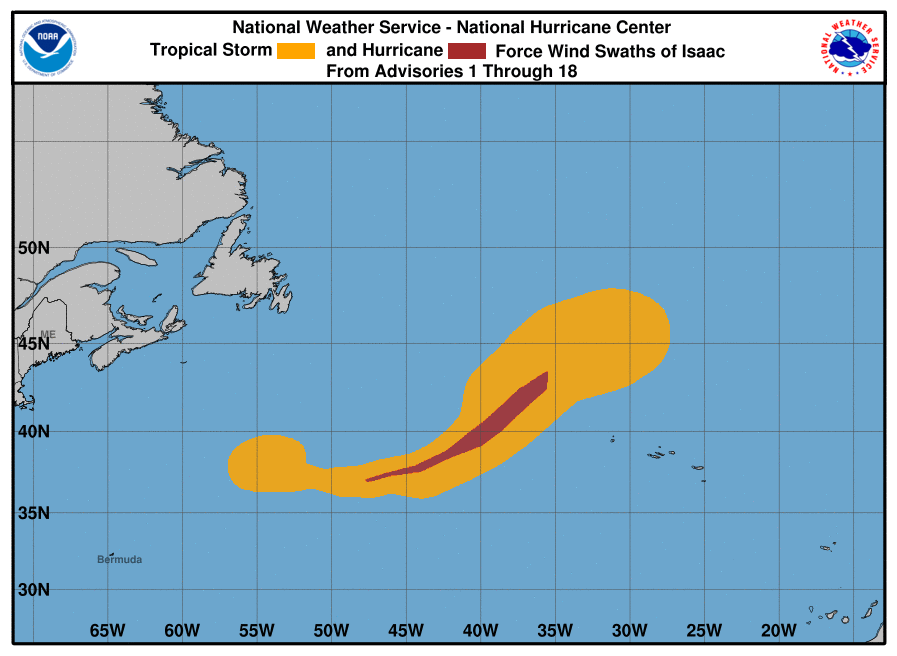 National Weather Service - National Hurricane Center
Tropical Storm and Hurricane Force Wind Swaths of Isaac
From Advisories 1 Through 18
NOAA
NATIONAL WEATHER SERVICE
50N
ME
45N
40N
35N
Bermuda
30N
65W 60W 55W 50W 45W 40W 35W 30W 25W 20W